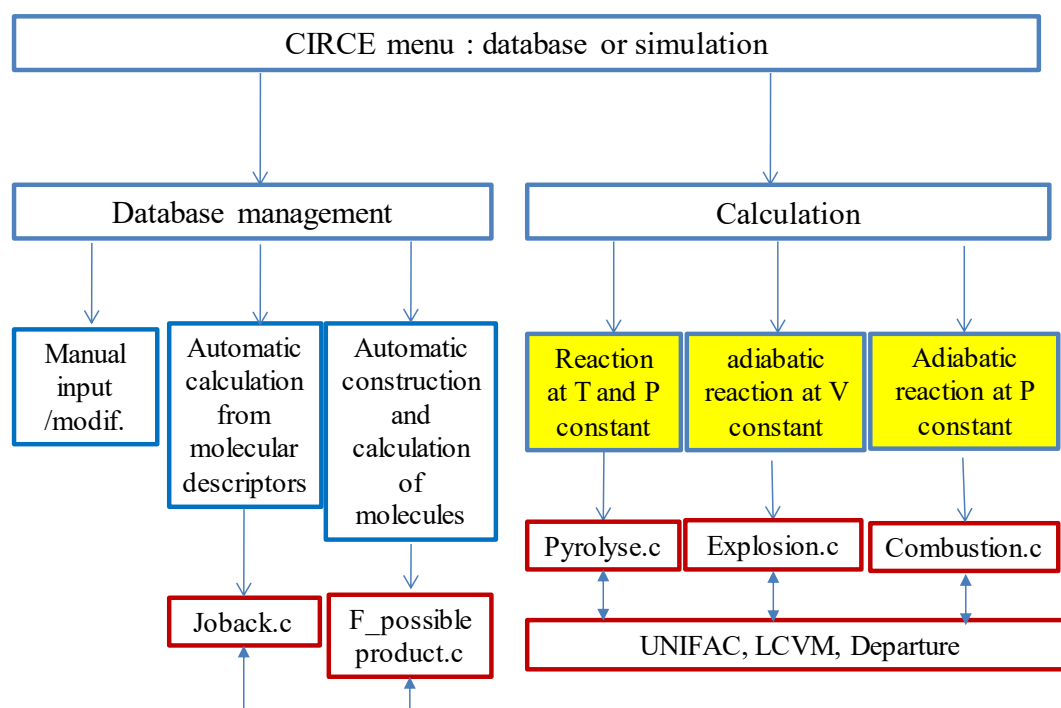 CIRCE menu : database or simulation
Database management
Calculation
Manual
input
/modif.
Automatic
calculation
from
molecular
descriptors
Automatic
construction
and
calculation
of
molecules
Reaction
at T and P
constant
adiabatic
reaction at V
constant
Adiabatic
reaction at P
constant
Pyrolyse.c
Explosion.c
Combustion.c
Joback.c
F_possible
product.c
UNIFAC, LCVM, Departure